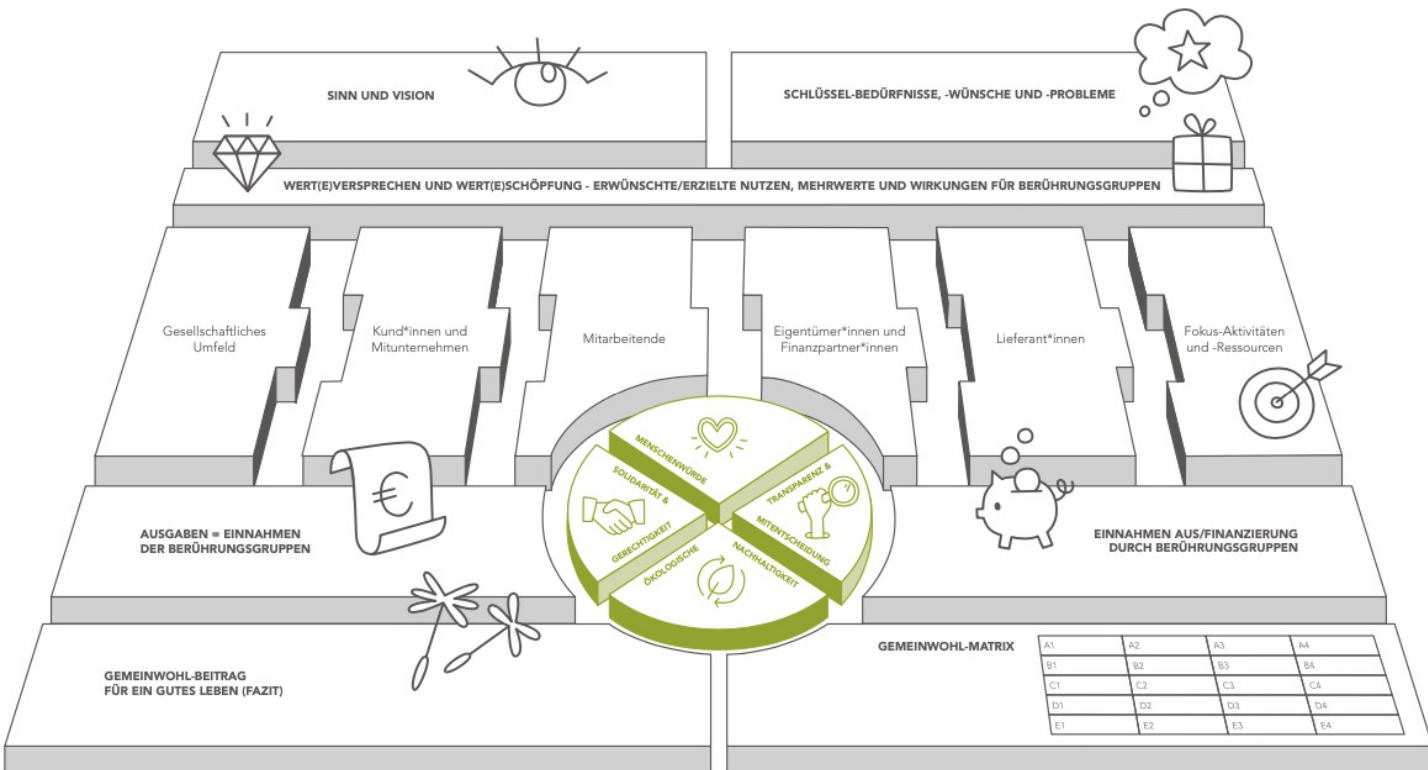 SINN UND VISION
SCHLÜSSEL-BEDÜRFNISSE, -WÜNSCHE UND -PROBLEME
WERT(E)VERSPRECHEN UND WERT(E)SCHÖPFUNG - ERWÜNSCHTE/ERZIELTE NUTZEN, MEHRWERTE UND WIRKUNGEN FÜR BERÜHRUNGSGRUPPEN
Gesellschaftliches
Umfeld
Kund*innen und
Mitunternehmen
Mitarbeitende
Eigentümer*innen und
Finanzpartner*innen
Lieferant*innen
Fokus-Aktivitäten
und -Ressourcen
MENSCHENWÜRDE
SOLIDARITÄT &
GERECHTIGKEIT
TRANSPARENZ &
MITENTSCHEIDUNG
ÖKOLOGISCHE
NACHHALTIGKEIT
€
AUSGABEN = EINNAHMEN
DER BERÜHRUNGSGRUPPEN
EINNAHMEN AUS/FINANZIERUNG
DURCH BERÜHRUNGSGRUPPEN
GEMEINWOHL-BEITRAG
FÜR EIN GUTES LEBEN (FAZIT)
GEMEINWOHL-MATRIX
A1 A2 A3 A4
B1 B2 B3 B4
C1 C2 C3 C4
D1 D2 D3 D4
E1 E2 E3 E4